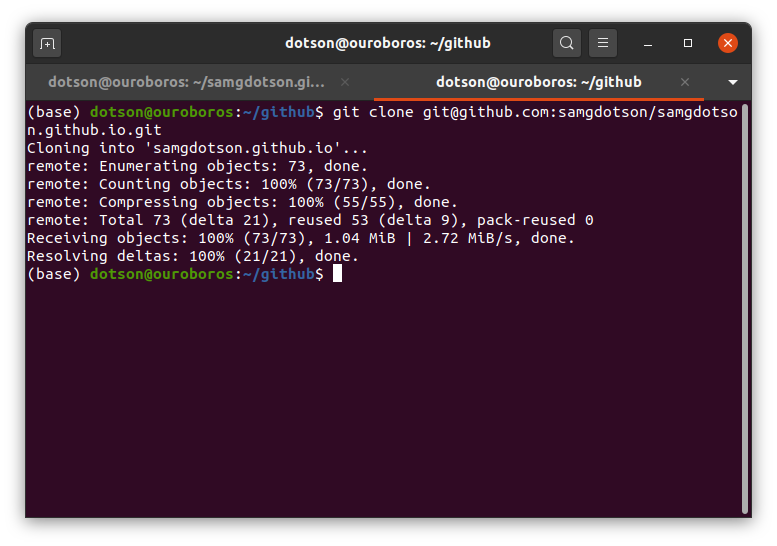 dotson@ouroboros: ~/github
dotson@ouroboros: ~/samgdotson.gi...
dotson@ouroboros: ~/github
(base) dotson@ouroboros:~/github$ git clone git@github.com:samgdotson/samgdotso
n.github.io.git
Cloning into 'samgdotson.github.io'...
remote: Enumerating objects: 73, done.
remote: Counting objects: 100% (73/73), done.
remote: Compressing objects: 100% (55/55), done.
remote: Total 73 (delta 21), reused 53 (delta 9), pack-reused 0
Receiving objects: 100% (73/73), 1.04 MiB | 2.72 MiB/s, done.
Resolving deltas: 100% (21/21), done.
(base) dotson@ouroboros:~/github$